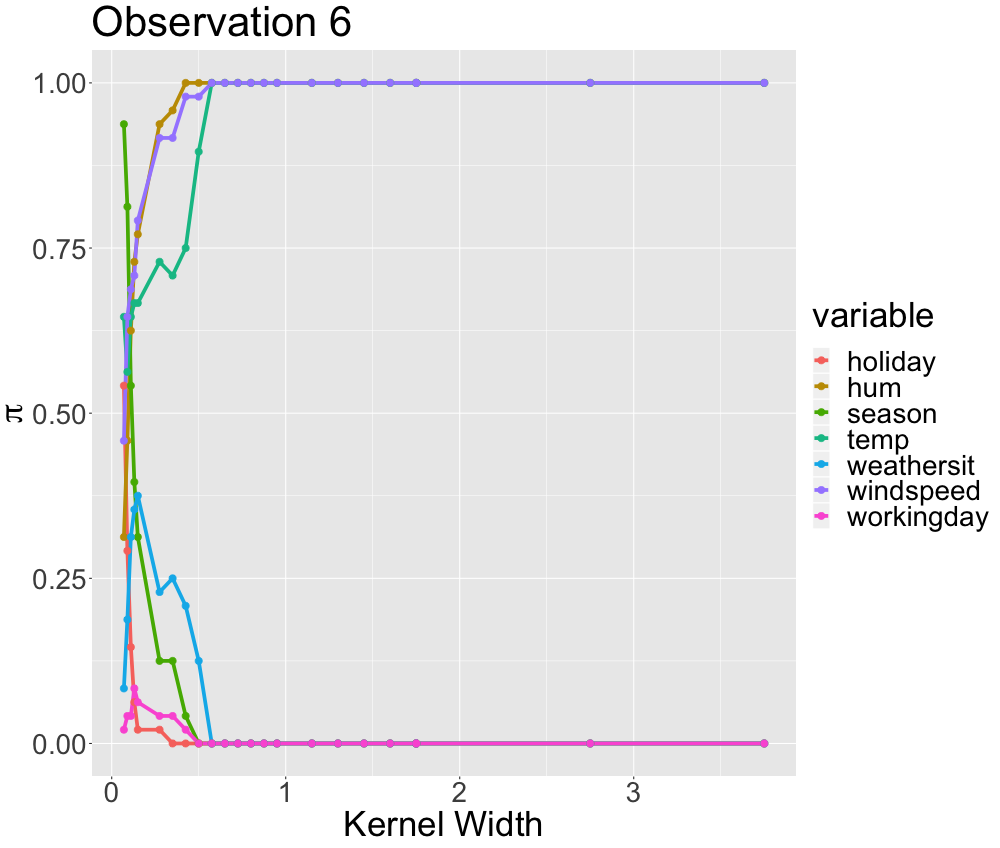 Observation 6
1.00
0.75
0.50
0.25
0.00
π
0 1 2 3
Kernel Width
variable
holiday
hum
season
temp
weathersit
windspeed
workingday